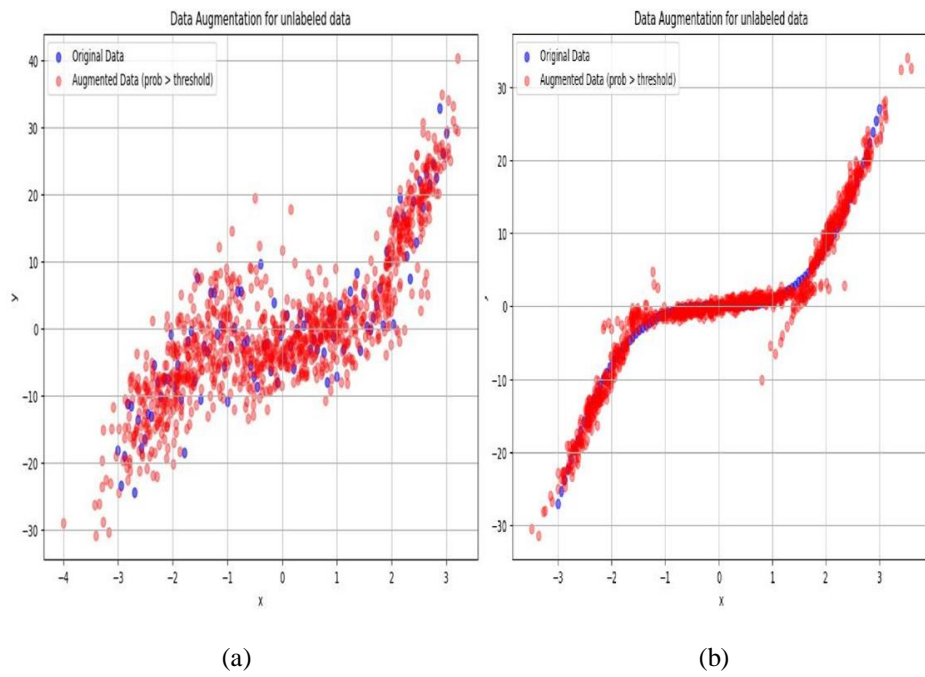 Data Augmentation for unlabeled data
Original Data
Augmented Data (prob > threshold)
40
30
20
10
0
−10
−20
−30
−4 −3 −2 −1 0 1 2 3
x
Data Augmentation for unlabeled data
Original Data
Augmented Data (prob > threshold)
30
20
10
0
−10
−20
−30
−3 −2 −1 0 1 2 3
x
(a) (b)